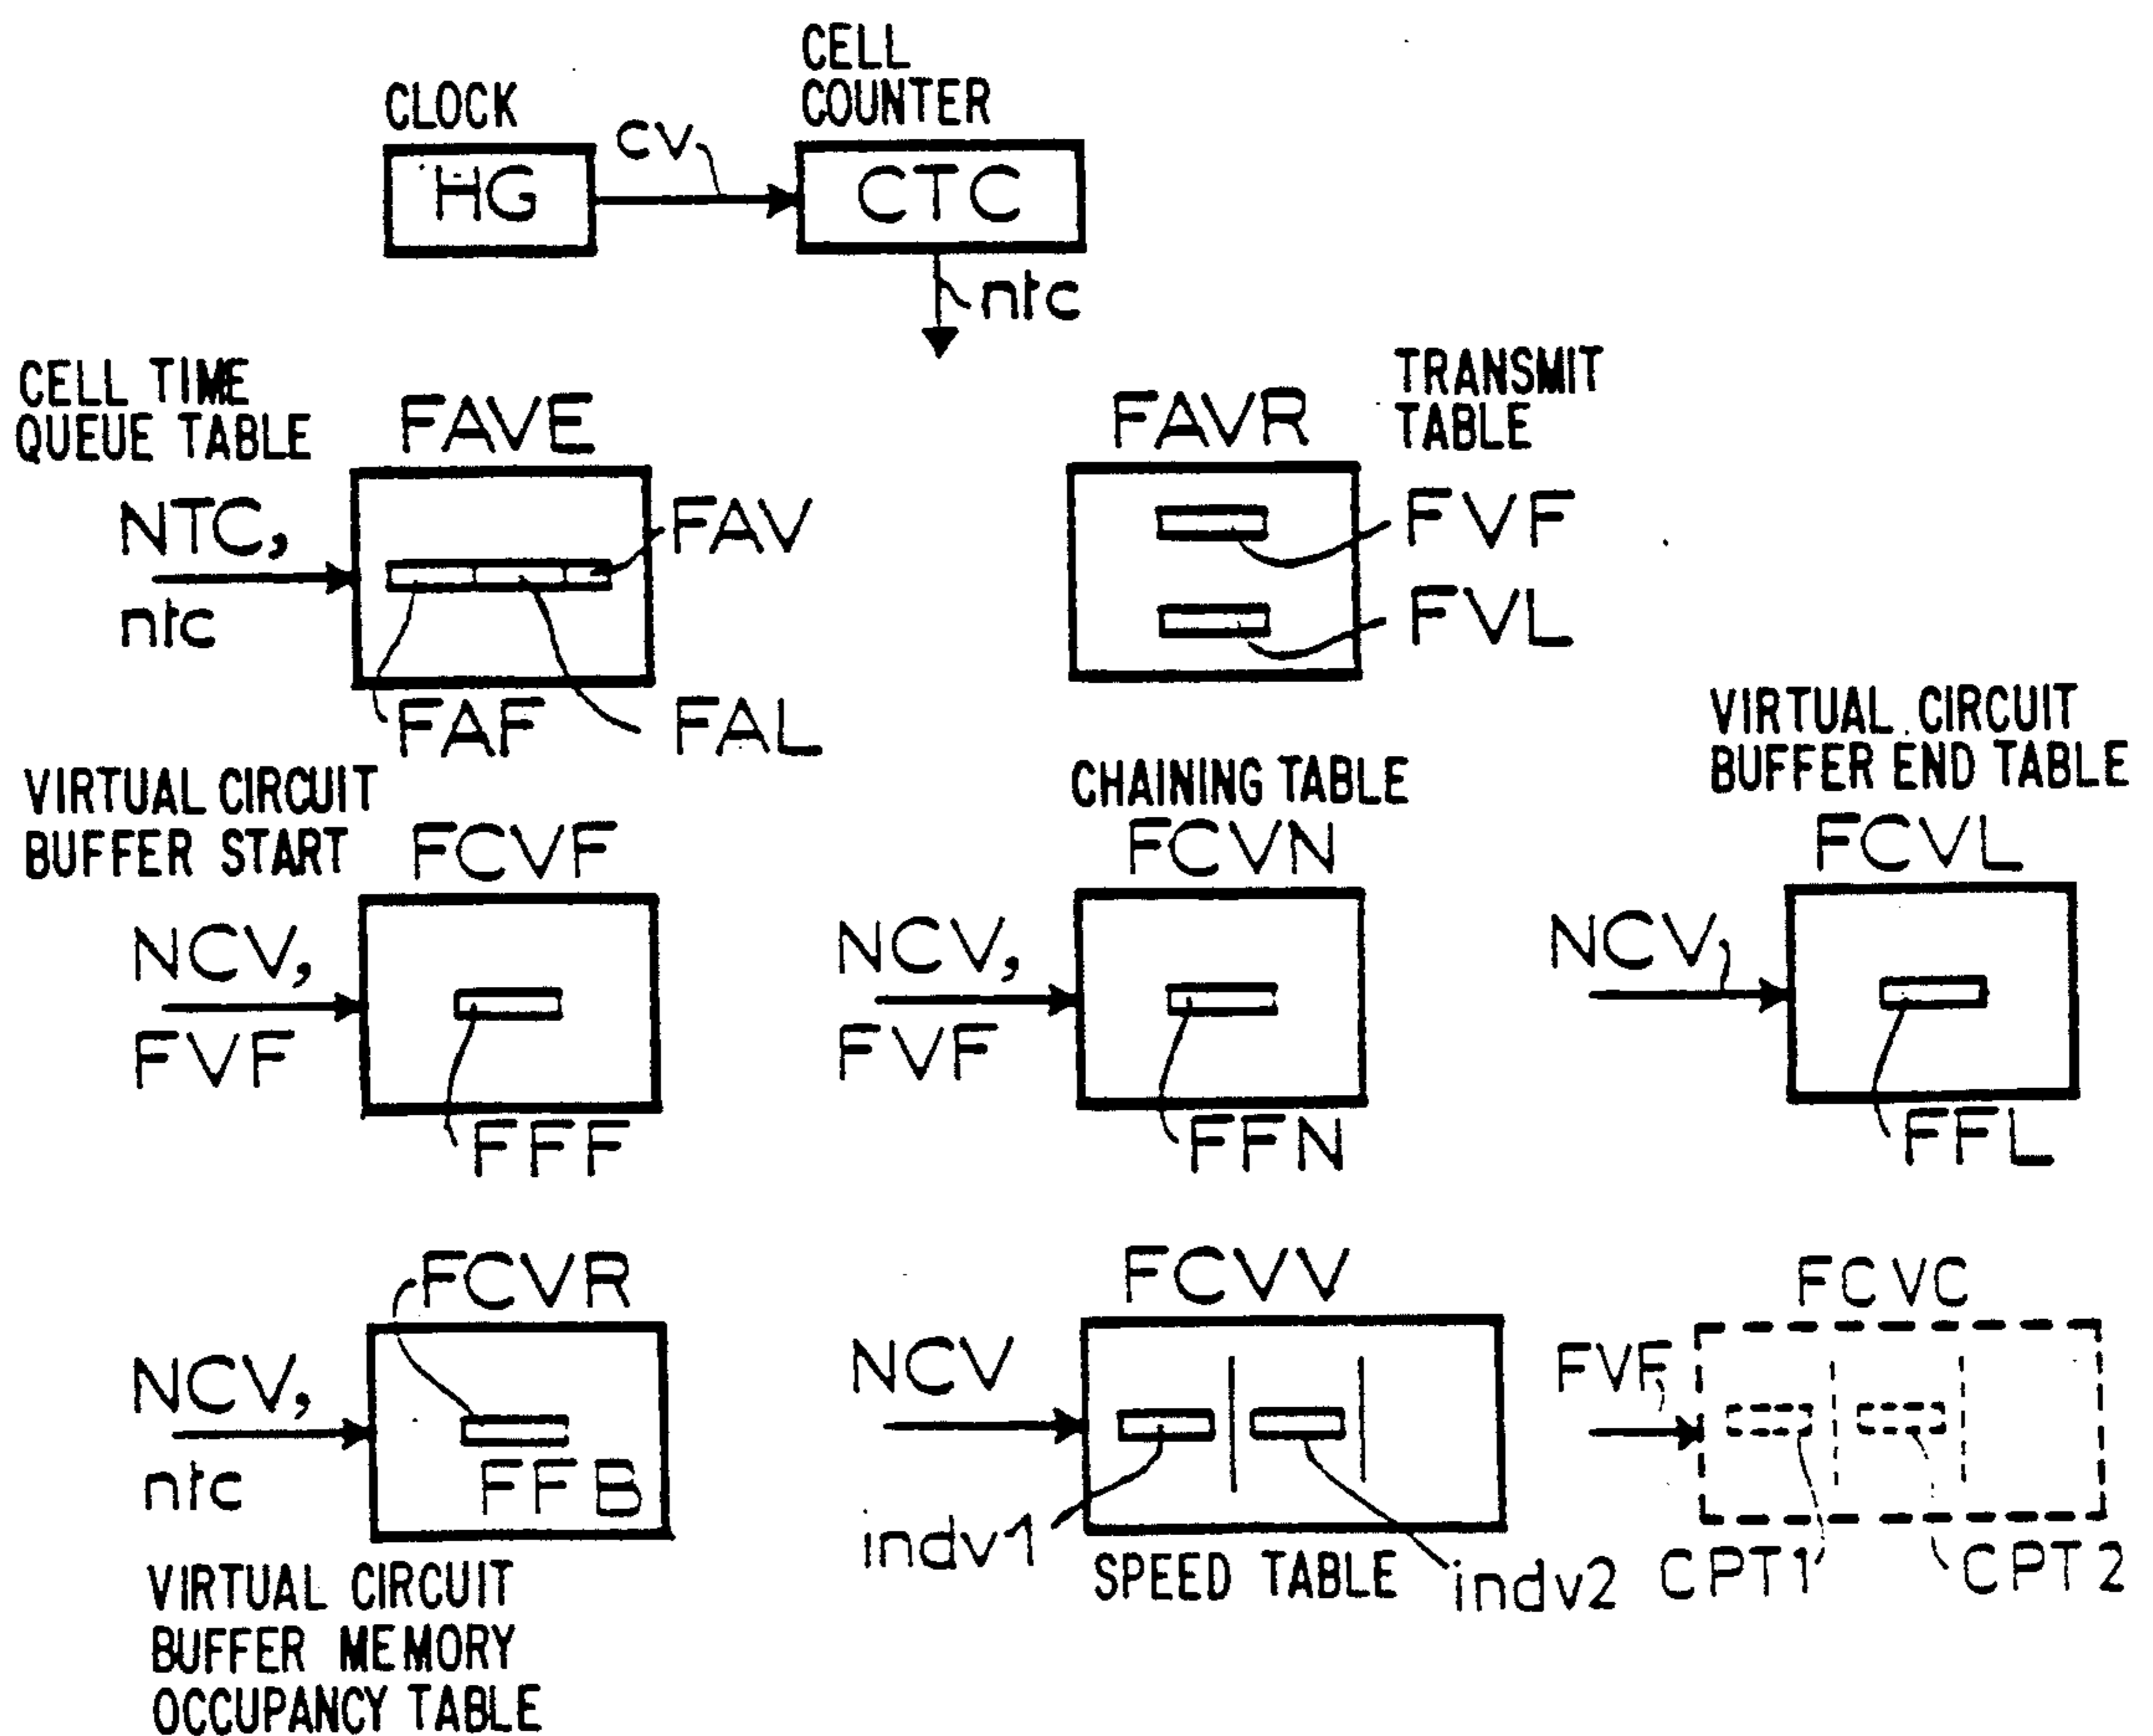 CLOCK
HG
cv
CELL
COUNTER
CTC
ntc
CELL TIME
QUEUE TABLE
FAVE
NTC,
ntc
FAV
FAF
FAL
FAVR
TRANSMIT
TABLE
FVF
FVL
VIRTUAL CIRCUIT
BUFFER START
FCVF
NCV,
FVF
FFF
CHAINING TABLE
FCVN
NCV,
FVF
FFN
VIRTUAL CIRCUIT
BUFFER END TABLE
FCVL
NCV
FFL
FCVR
NCV,
ntc
FFB
VIRTUAL CIRCUIT
BUFFER MEMORY
OCCUPANCY TABLE
FCVV
NCV
indv1
SPEED TABLE
indv2
FCVC
FVF
CPT1
CPT2